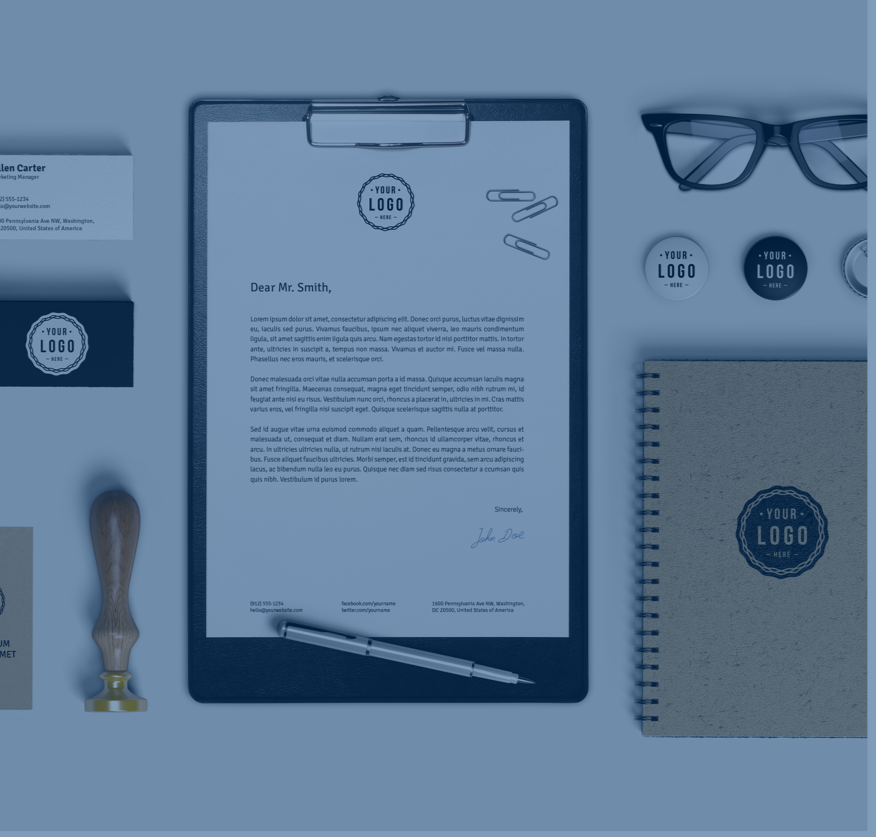 len Carter
keting Manager
2) 555-1234
o@yourwebsite.com
00 Pennsylvania Ave NW, Washington,
20500, United States of America
YOUR
LOGO
HERE
UM
MET
YOUR
LOGO
HERE
Dear Mr. Smith,
Lorem ipsum dolor sit amet, consectetur adipiscing elit. Donec orci purus, luctus vitae dignissim
eu, iaculis sed purus. Vivamus faucibus, ipsum nec aliquet viverra, leo mauris condimentum
ligula, sit amet sagittis enim ligula quis arcu. Nam egestas tortor id nisl porttitor mattis. In tortor
ante, ultricies in suscipit a, tempus non massa. Vivamus et auctor mi. Fusce vel massa nulla.
Phasellus nec eros mauris, et scelerisque orci.
Donec malesuada orci vitae nulla accumsan porta a id massa. Quisque accumsan iaculis magna
sit amet fringilla. Maecenas consequat, magna eget tincidunt semper, odio nibh rutrum mi, id
feugiat ante nisl eu risus. Vestibulum nunc orci, rhoncus a placerat in, ultricies in mi. Cras mattis
varius eros, vel fringilla nisl suscipit eget. Quisque scelerisque sagittis nulla at porttitor.
Sed id augue vitae urna euismod commodo aliquet a quam. Pellentesque arcu velit, cursus et
malesuada ut, consequat et diam. Nullam erat sem, rhoncus id ullamcorper vitae, rhoncus et
arcu. In ultricies ultricies nulla, ut rutrum nisi iaculis ut. Donec eu magna a metus ornare fauci-
bus. Fusce aliquet faucibus ultricies. Morbi semper, est id tincidunt gravida, sem arcu adipiscing
lacus, ac bibendum nulla leo eu purus. Quisque nec diam sed risus consectetur a ccumsan quis
quis nibh. Vestibulum id purus lorem.
Sincerely,
John Doe
(912) 555-1234
hello@yourwebsite.com
facebook.com/yourname
twitter.com/yourname
1600 Pennsylvania Ave NW, Washington,
DC 20500, United States of America
YOUR
LOGO
HERE
YOUR
LOGO
HERE
YOUR
LOGO
HERE